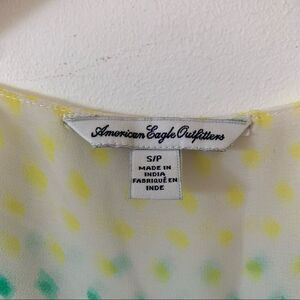 American Eagle Outfitters
S/P
MADE IN
INDIA
FABRIQUÉ EN
INDE